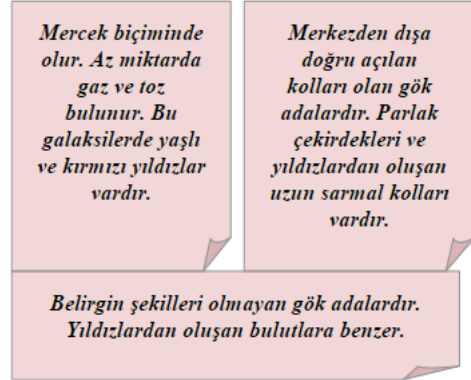 Mercek biçiminde
olur. Az miktarda
gaz ve toz
bulunur. Bu
galaksilerde yaşlı
ve kırmızı yıldızlar
vardır.
Merkezden dışa
doğru açılan
kolları olan gök
adalardır. Parlak
çekirdekleri ve
yıldızlardan oluşan
uzun sarmal kolları
vardır.
Belirgin şekilleri olmayan gök adalardır.
Yıldızlardan oluşan bulutlara benzer.